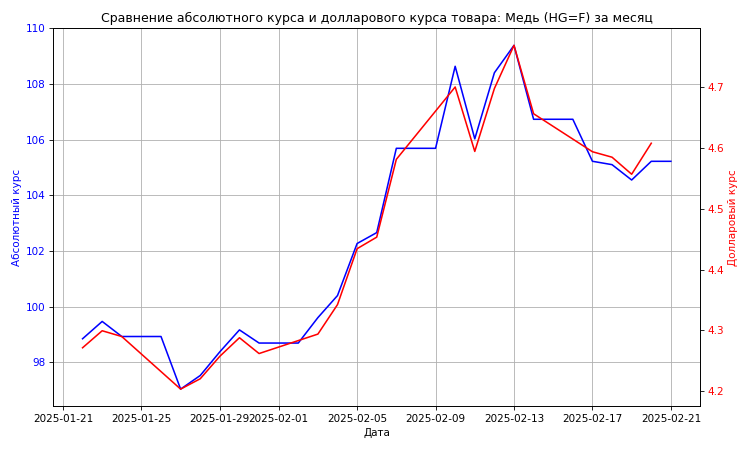 Сравнение абсолютного курса и долларового курса товара: Медь (HG=F) за месяц
110
108
106
104
102
100
98
Абсолютный курс
4.7
4.6
4.5
4.4
4.3
4.2
Долларовый курс
2025-01-21 2025-01-25 2025-01-29 2025-02-01 2025-02-05 2025-02-09 2025-02-13 2025-02-17 2025-02-21
Дата